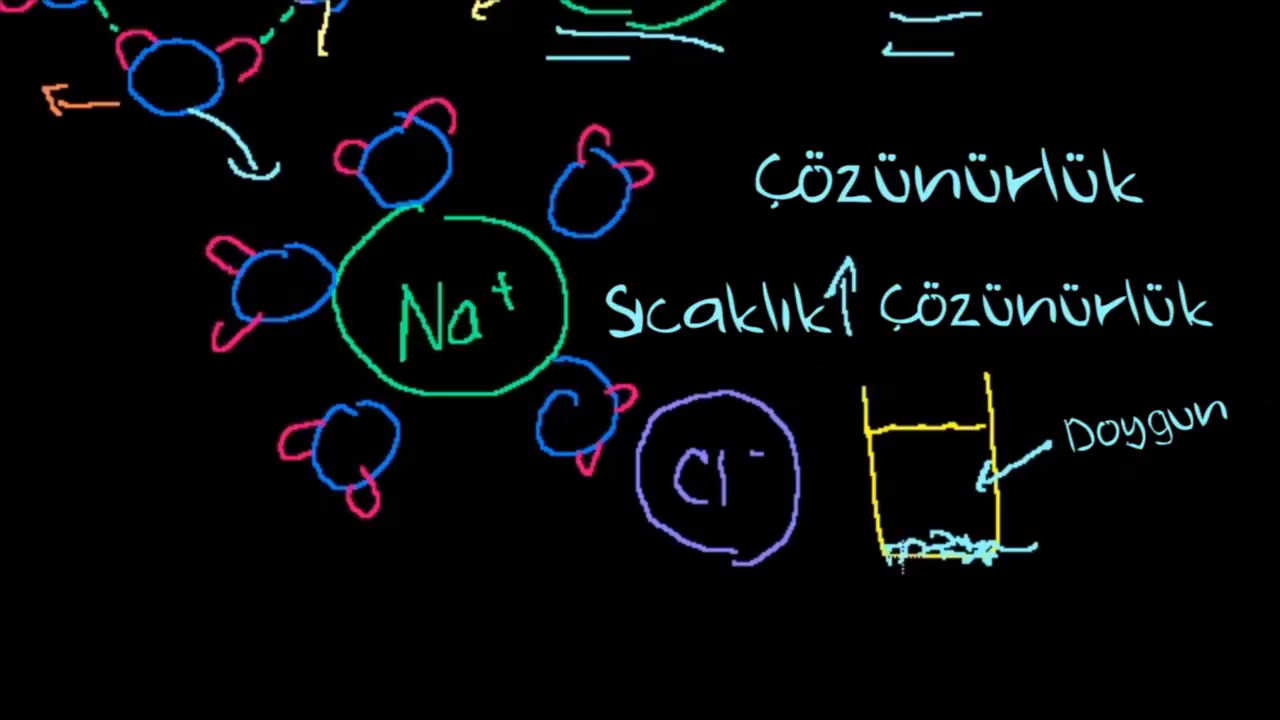 Çözünürlük
Na⁺
Sıcaklık↑ Çözünürlük
Doygun
Cl⁻